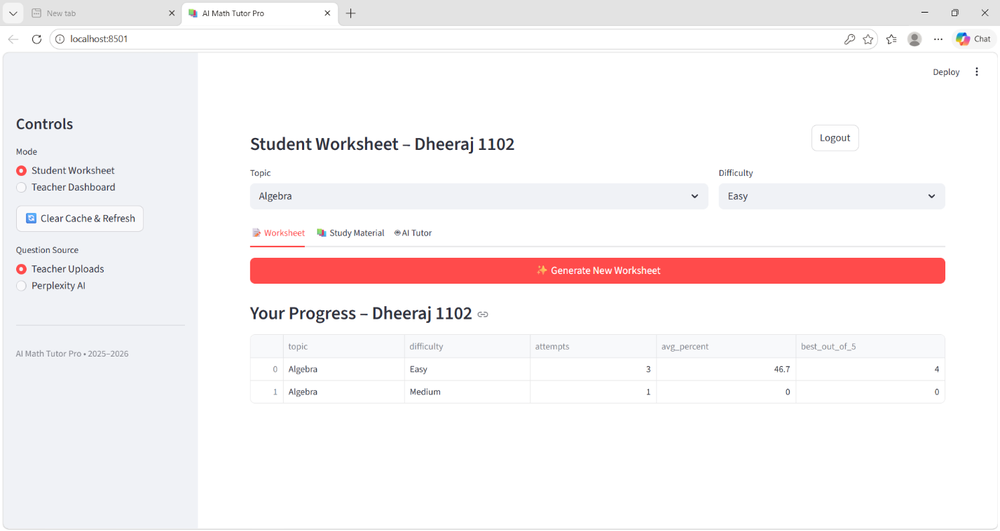 New tab
AI Math Tutor Pro
localhost:8501
Chat
Deploy
Controls
Mode
Student Worksheet
Teacher Dashboard
Clear Cache & Refresh
Question Source
Teacher Uploads
Perplexity AI
AI Math Tutor Pro • 2025–2026
Student Worksheet – Dheeraj 1102
Logout
Topic Difficulty
Algebra Easy
Worksheet Study Material AI Tutor
Generate New Worksheet
Your Progress – Dheeraj 1102
topic difficulty attempts avg_percent best_out_of_5
0 Algebra Easy 3 46.7 4
1 Algebra Medium 1 0 0